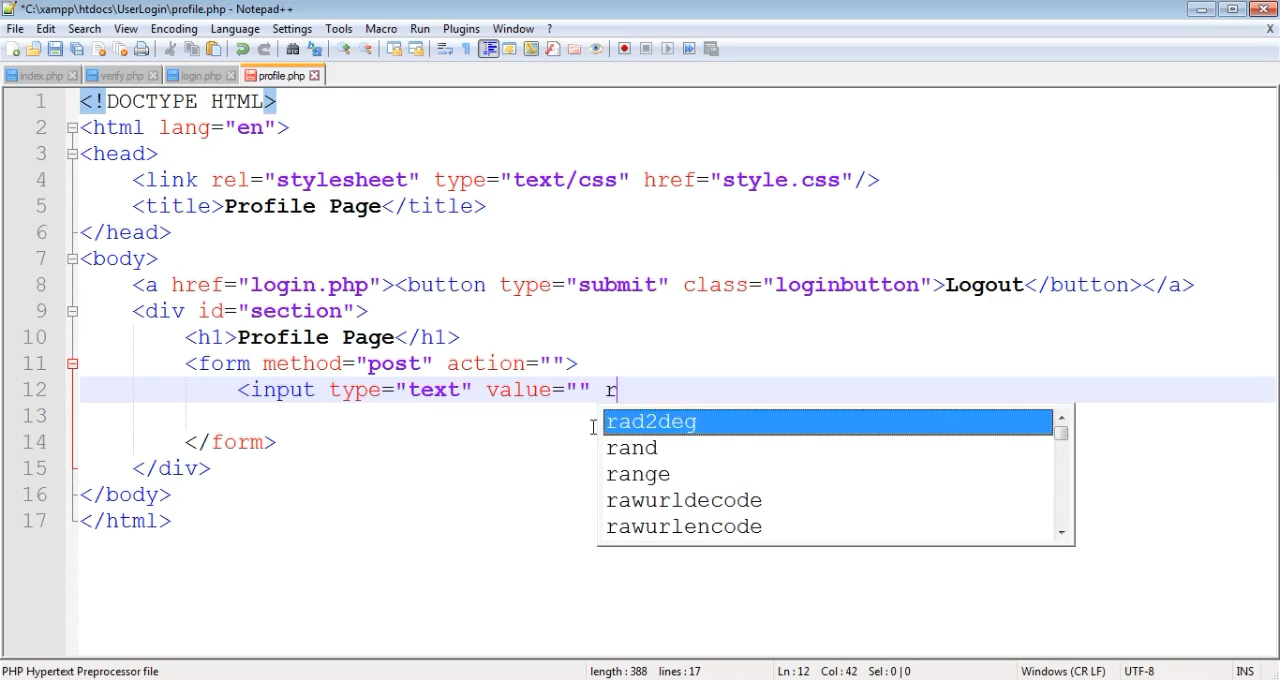 *C:\xampp\htdocs\UserLogin\profile.php - Notepad++
File Edit Search View Encoding Language Settings Tools Macro Run Plugins Window ? X
index.php verify.php login.php profile.php
1 <!DOCTYPE HTML>
2 <html lang="en">
3 <head>
4 <link rel="stylesheet" type="text/css" href="style.css"/>
5 <title>Profile Page</title>
6 </head>
7 <body>
8 <a href="login.php"><button type="submit" class="loginbutton">Logout</button></a>
9 <div id="section">
10 <h1>Profile Page</h1>
11 <form method="post" action="">
12 <input type="text" value="" r
13
14 </form>
15 </div>
16 </body>
17 </html>
rad2deg
rand
range
rawurldecode
rawurlencode
PHP Hypertext Preprocessor file length : 388 lines : 17 Ln : 12 Col : 42 Sel : 0 | 0 Windows (CR LF) UTF-8 INS